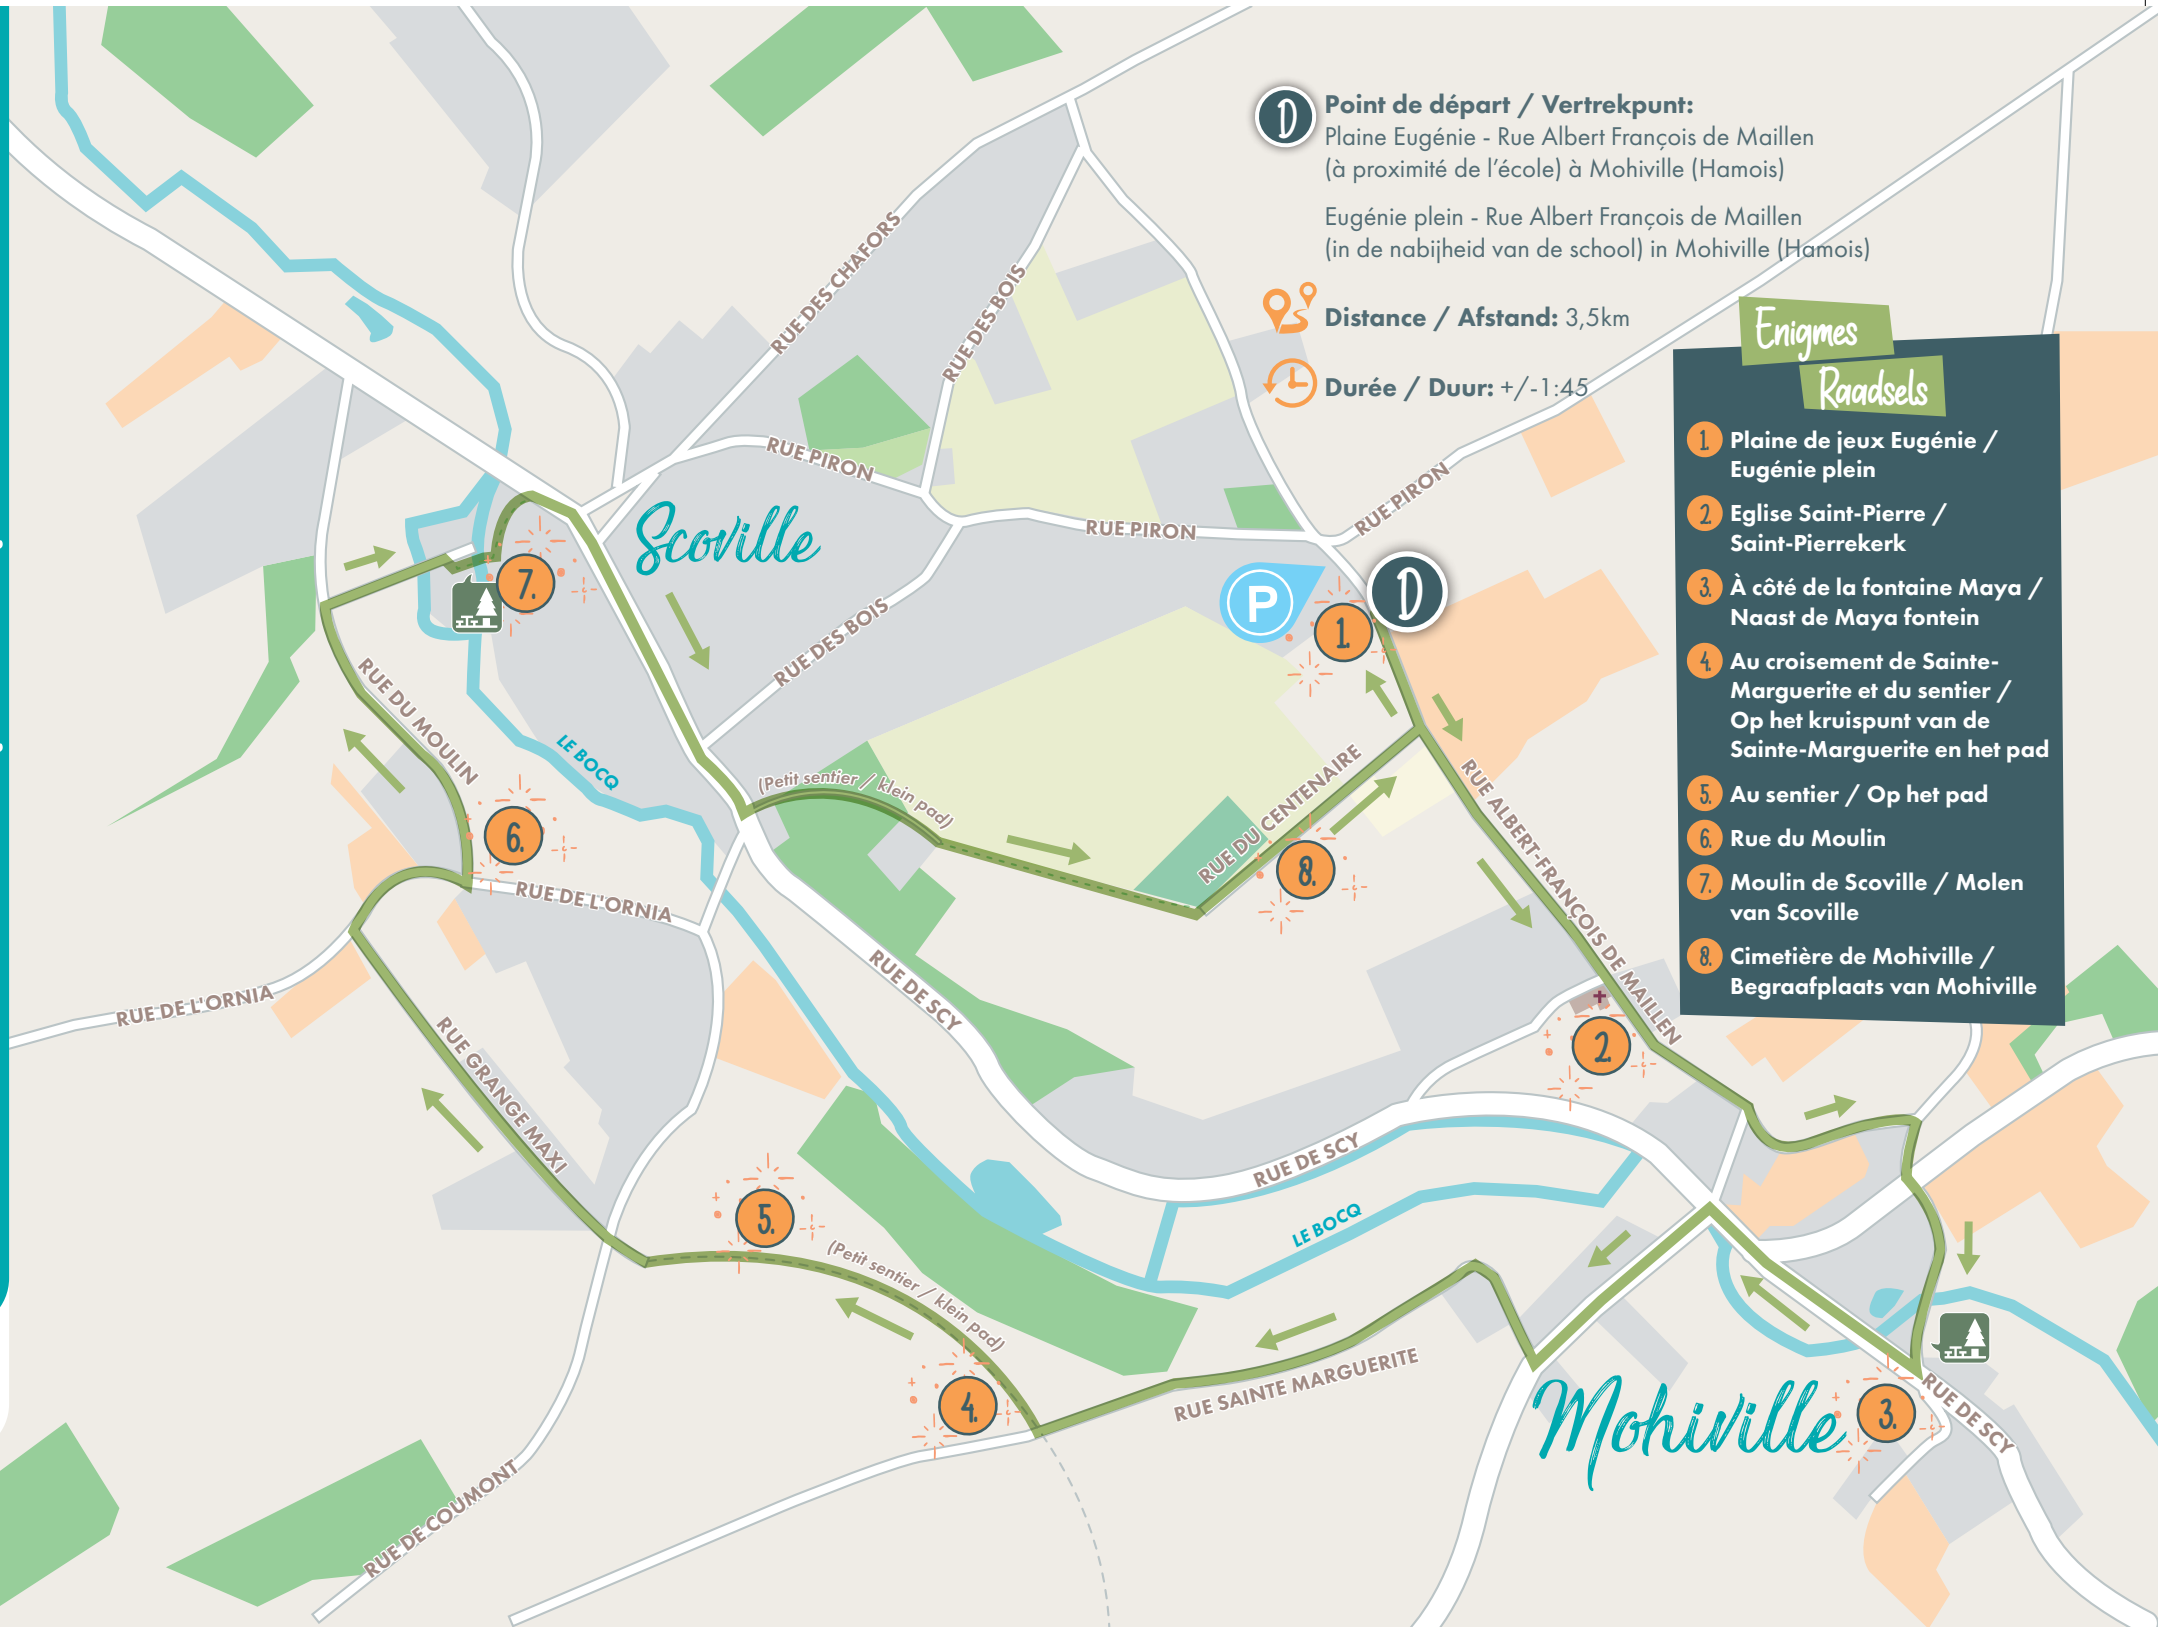 D
Point de départ / Vertrekpunt:
Plaine Eugénie - Rue Albert François de Maillen
(à proximité de l'école) à Mohiville (Hamois)
Eugénie plein - Rue Albert François de Maillen
(in de nabijheid van de school) in Mohiville (Hamois)
Distance / Afstand: 3,5km
Durée / Duur: +/-1:45
Enigmes
Raadsels
1. Plaine de jeux Eugénie /
Eugénie plein
2. Eglise Saint-Pierre /
Saint-Pierrekerk
3. À côté de la fontaine Maya /
Naast de Maya fontein
4. Au croisement de Sainte-
Marguerite et du sentier /
Op het kruispunt van de
Sainte-Marguerite en het pad
5. Au sentier / Op het pad
6. Rue du Moulin
7. Moulin de Scoville / Molen
van Scoville
8. Cimetière de Mohiville /
Begraafplaats van Mohiville
RUE DES CHAFORS
RUE DES BOIS
RUE PIRON
RUE PIRON
RUE PIRON
Scoville
7.
P
1.
D
RUE DES BOIS
RUE DU MOULIN
LE BOCQ
(Petit sentier / klein pad)
RUE DU CENTENAIRE
8.
RUE ALBERT-FRANÇOIS DE MAILLEN
6.
RUE DE L'ORNIA
RUE DE L'ORNIA
RUE DE SCY
2.
RUE GRANGE MAXI
RUE DE SCY
LE BOCQ
5.
(Petit sentier / klein pad)
4.
RUE SAINTE MARGUERITE
Mohiville
3.
RUE DE SCY
RUE DE COUMONT